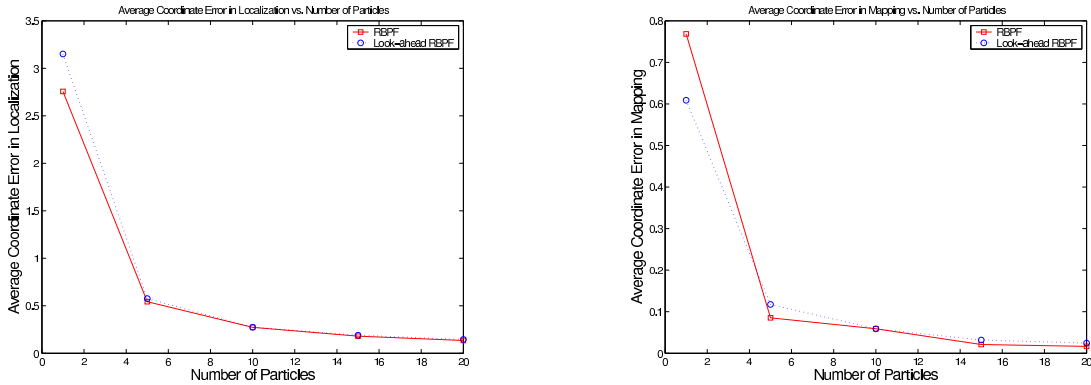 Average Coordinate Error in Localization vs. Number of Particles
3.5
3
2.5
2
1.5
1
0.5
0
0 2 4 6 8 10 12 14 16 18 20
Average Coordinate Error in Localization
Number of Particles
RBPF
Look-ahead RBPF
Average Coordinate Error in Mapping vs. Number of Particles
0.8
0.7
0.6
0.5
0.4
0.3
0.2
0.1
0
0 2 4 6 8 10 12 14 16 18 20
Average Coordinate Error in Mapping
Number of Particles
RBPF
Look-ahead RBPF